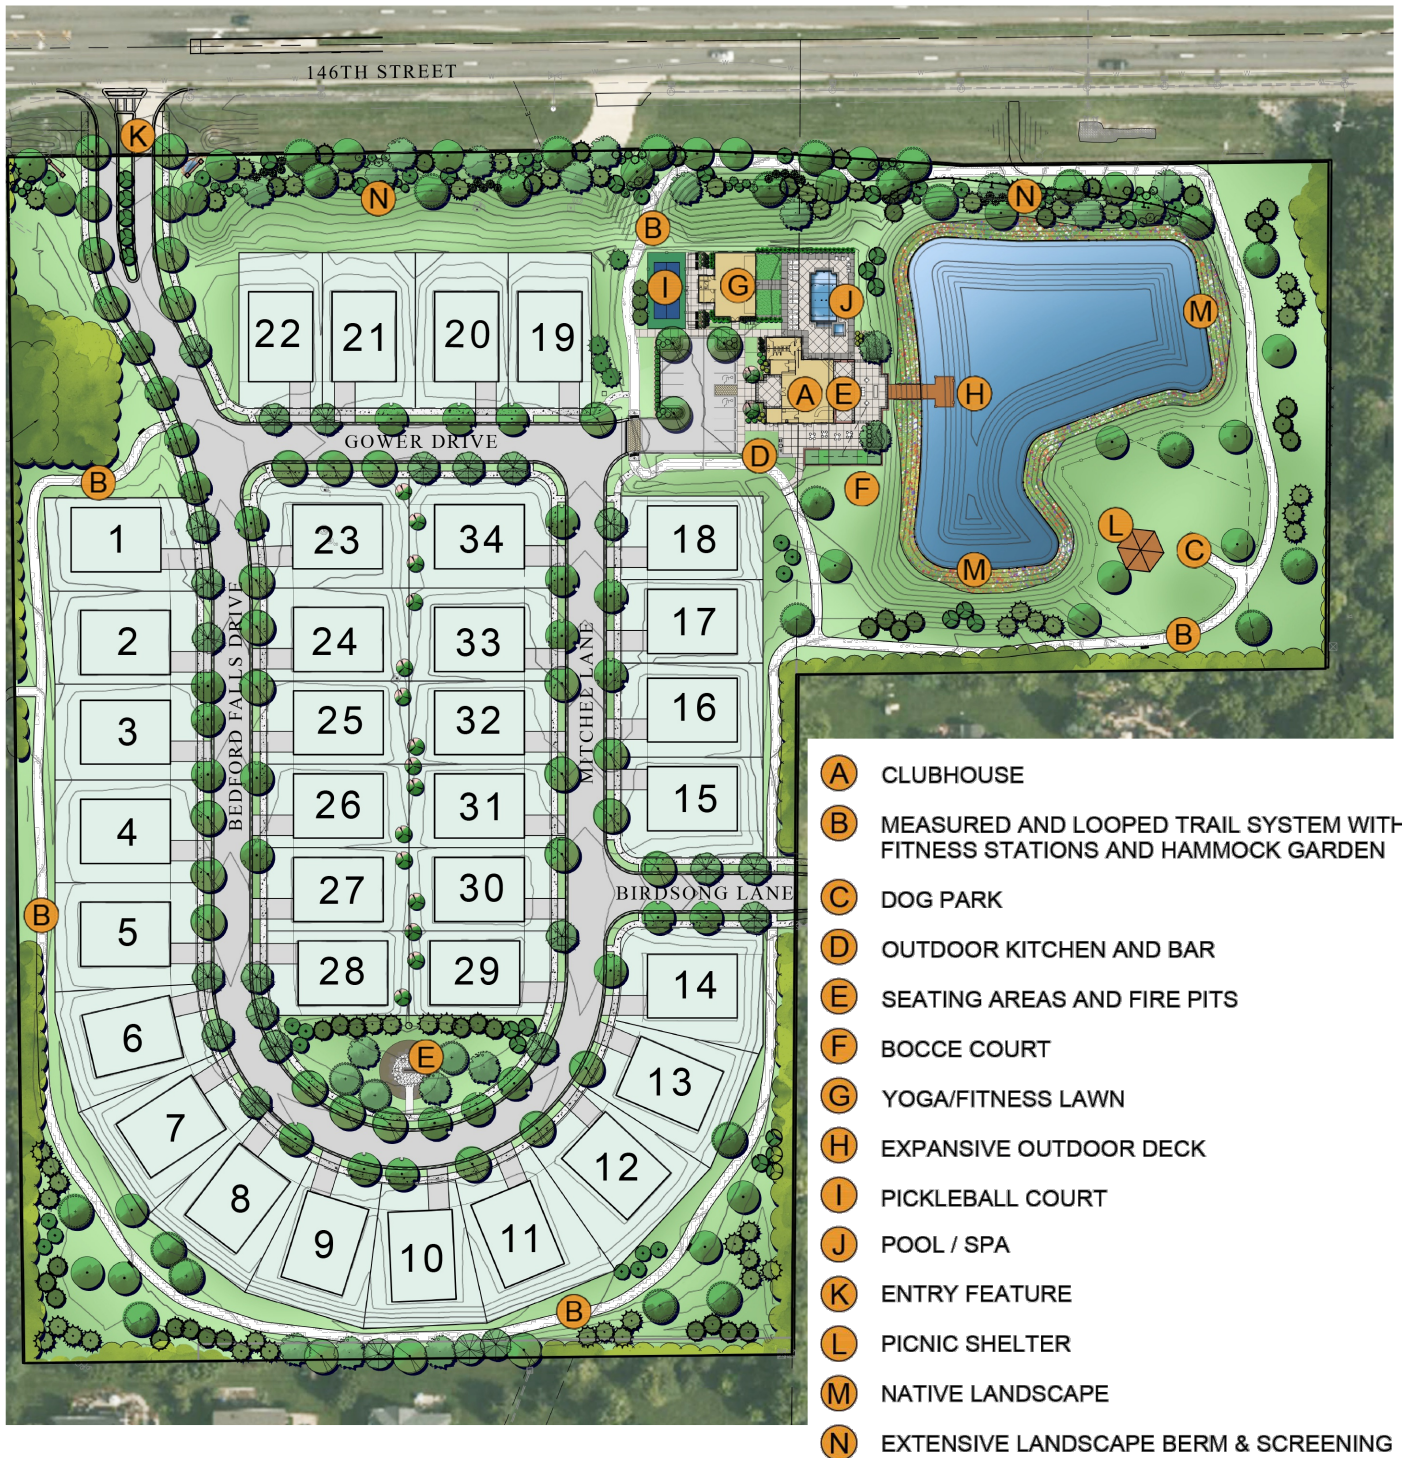 146TH STREET
K
N
N
B
I
G
J
M
22
21
20
19
A
E
H
GOWER DRIVE
D
B
F
1
23
34
18
L
C
M
2
24
33
17
B
BEDFORD FALLS DRIVE
MITCHEE LANE
3
25
32
16
4
26
31
15
27
30
BIRDSONG LANE
B
5
28
29
14
6
E
13
7
12
8
9
10
11
B
A CLUBHOUSE
B MEASURED AND LOOPED TRAIL SYSTEM WITH
FITNESS STATIONS AND HAMMOCK GARDEN
C DOG PARK
D OUTDOOR KITCHEN AND BAR
E SEATING AREAS AND FIRE PITS
F BOCCE COURT
G YOGA/FITNESS LAWN
H EXPANSIVE OUTDOOR DECK
I PICKLEBALL COURT
J POOL / SPA
K ENTRY FEATURE
L PICNIC SHELTER
M NATIVE LANDSCAPE
N EXTENSIVE LANDSCAPE BERM & SCREENING